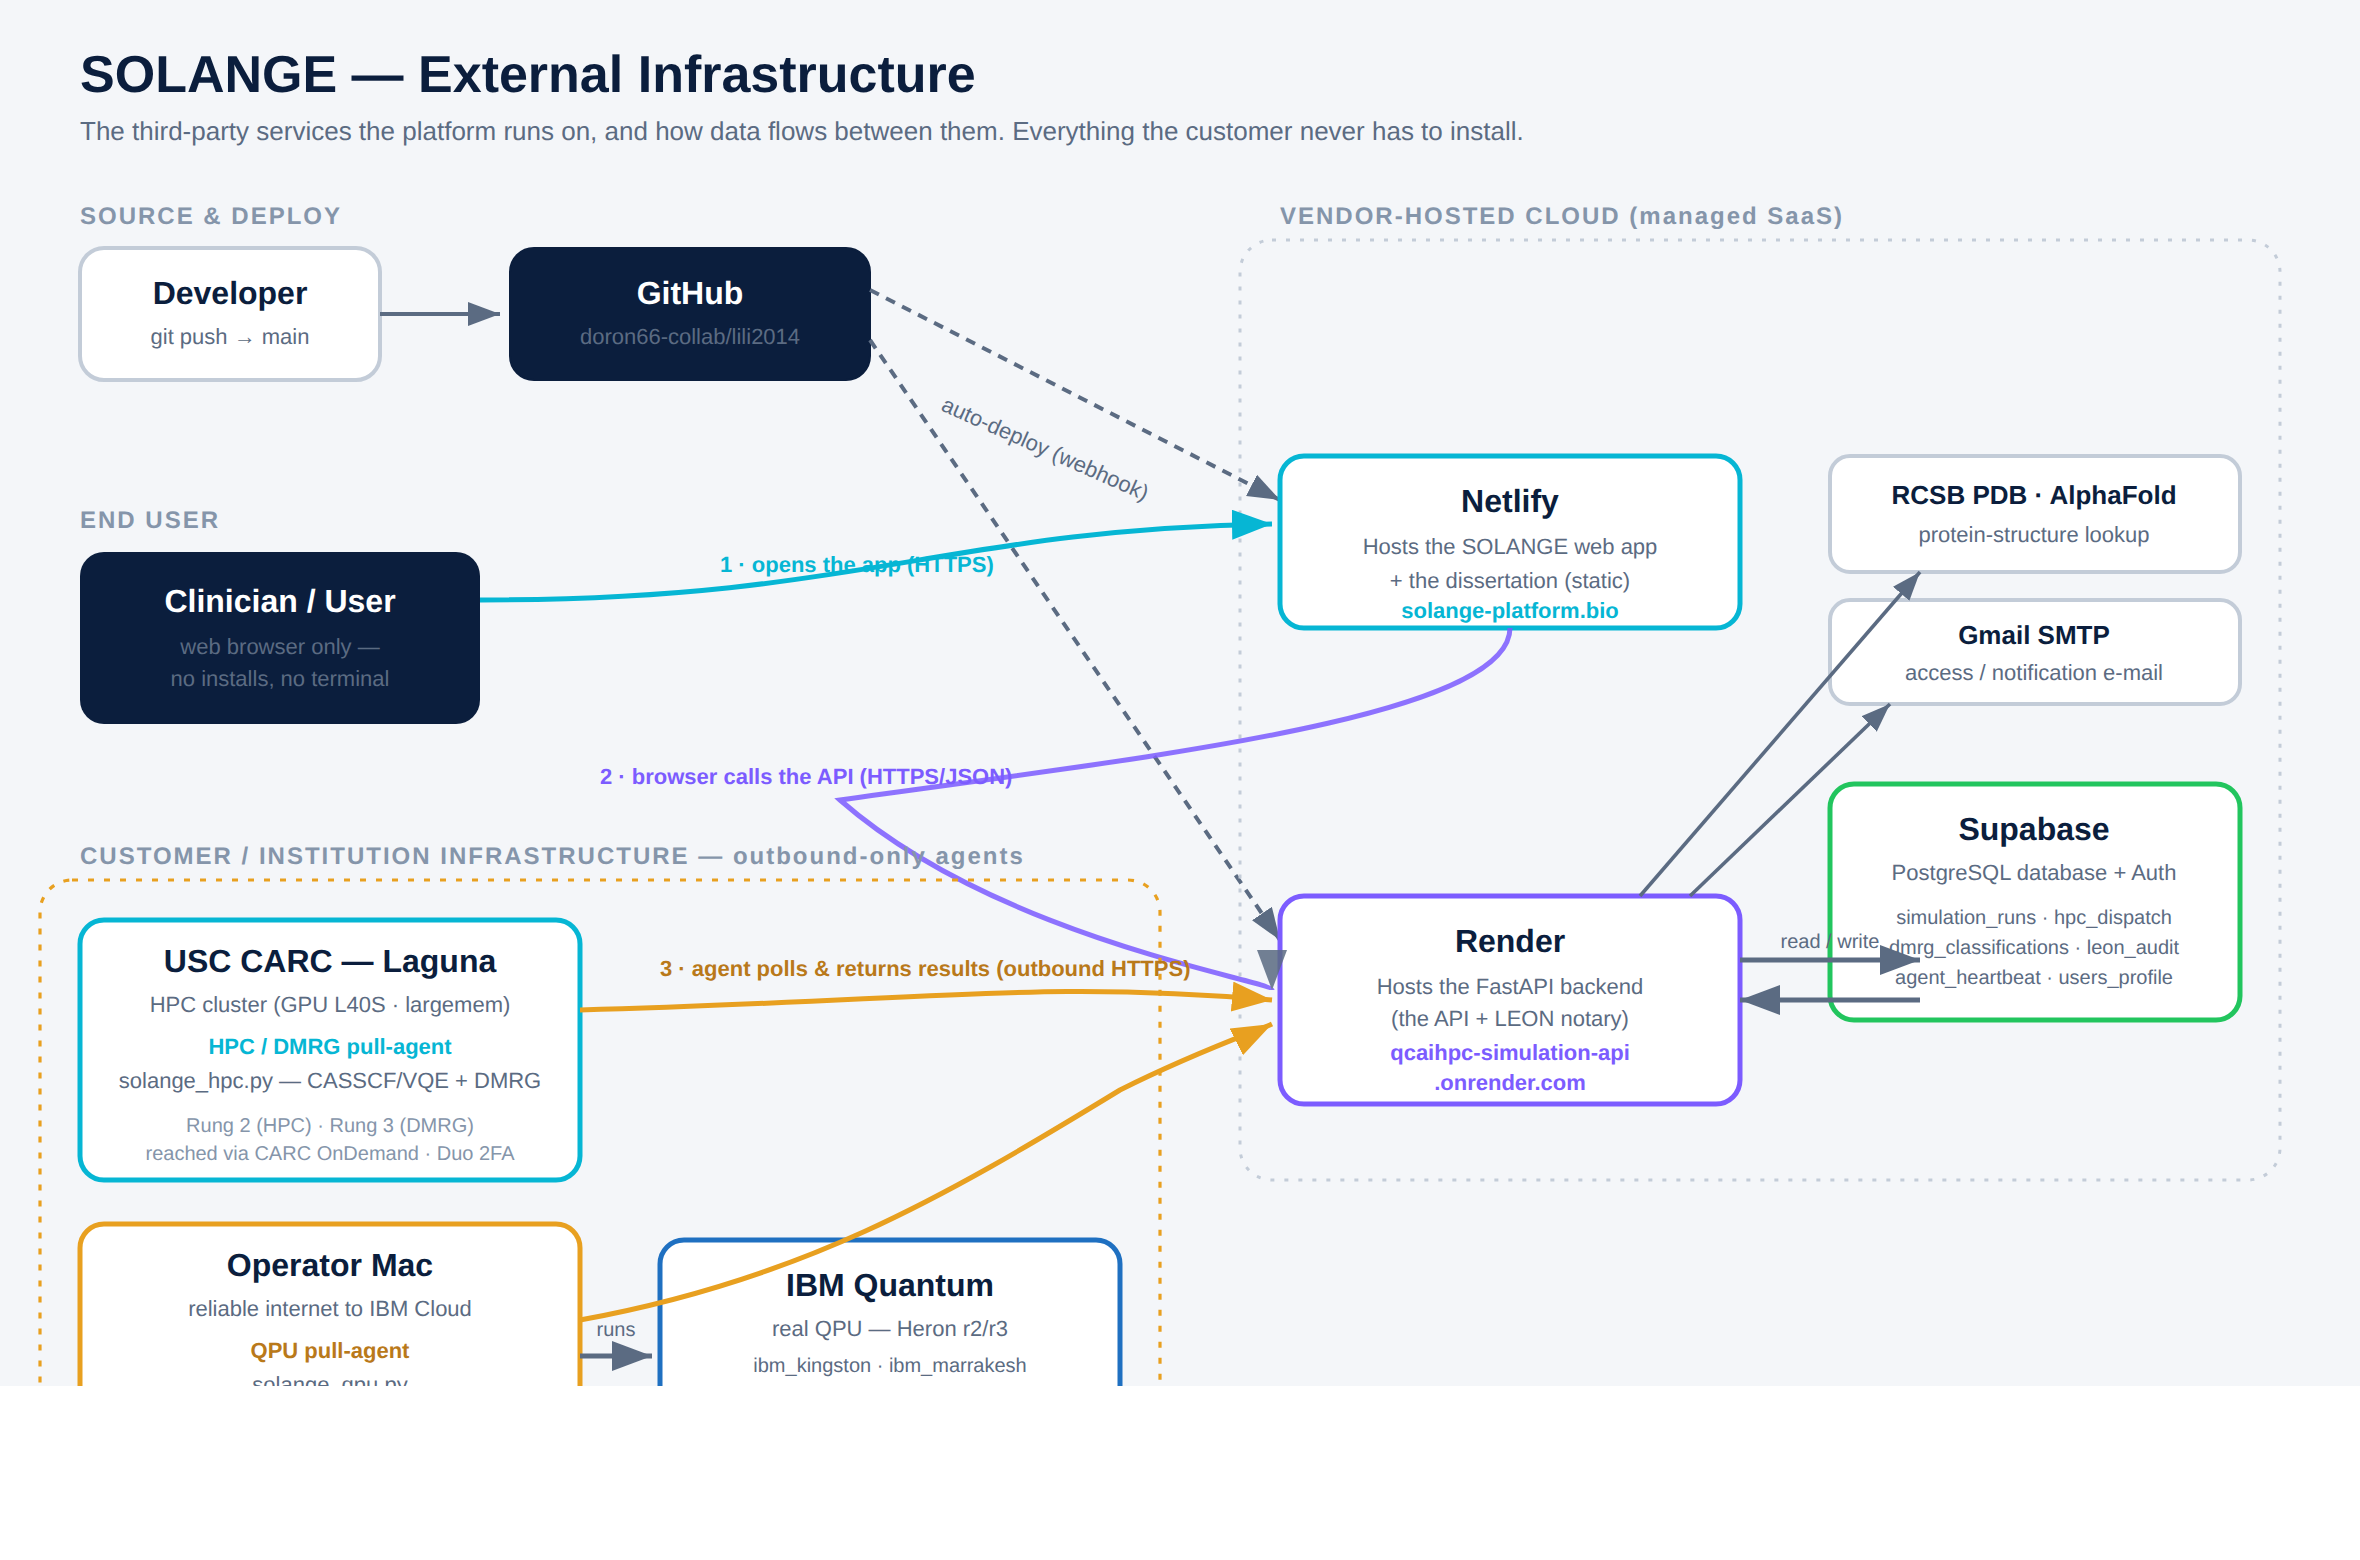 SOLANGE — External Infrastructure
The third-party services the platform runs on, and how data flows between them. Everything the customer never has to install.
SOURCE & DEPLOY
VENDOR-HOSTED CLOUD (managed SaaS)
Developer
git push → main
GitHub
doron66-collab/lili2014
auto-deploy (webhook)
END USER
Clinician / User
web browser only —
no installs, no terminal
1 · opens the app (HTTPS)
Netlify
Hosts the SOLANGE web app
+ the dissertation (static)
solange-platform.bio
RCSB PDB · AlphaFold
protein-structure lookup
Gmail SMTP
access / notification e-mail
2 · browser calls the API (HTTPS/JSON)
Supabase
PostgreSQL database + Auth
simulation_runs · hpc_dispatch
dmrg_classifications · leon_audit
agent_heartbeat · users_profile
read / write
CUSTOMER / INSTITUTION INFRASTRUCTURE — outbound-only agents
USC CARC — Laguna
HPC cluster (GPU L40S · largemem)
HPC / DMRG pull-agent
solange_hpc.py — CASSCF/VQE + DMRG
Rung 2 (HPC) · Rung 3 (DMRG)
reached via CARC OnDemand · Duo 2FA
3 · agent polls & returns results (outbound HTTPS)
Render
Hosts the FastAPI backend
(the API + LEON notary)
qcaihpc-simulation-api
.onrender.com
Operator Mac
reliable internet to IBM Cloud
QPU pull-agent
solange_qpu.py
runs
IBM Quantum
real QPU — Heron r2/r3
ibm_kingston · ibm_marrakesh